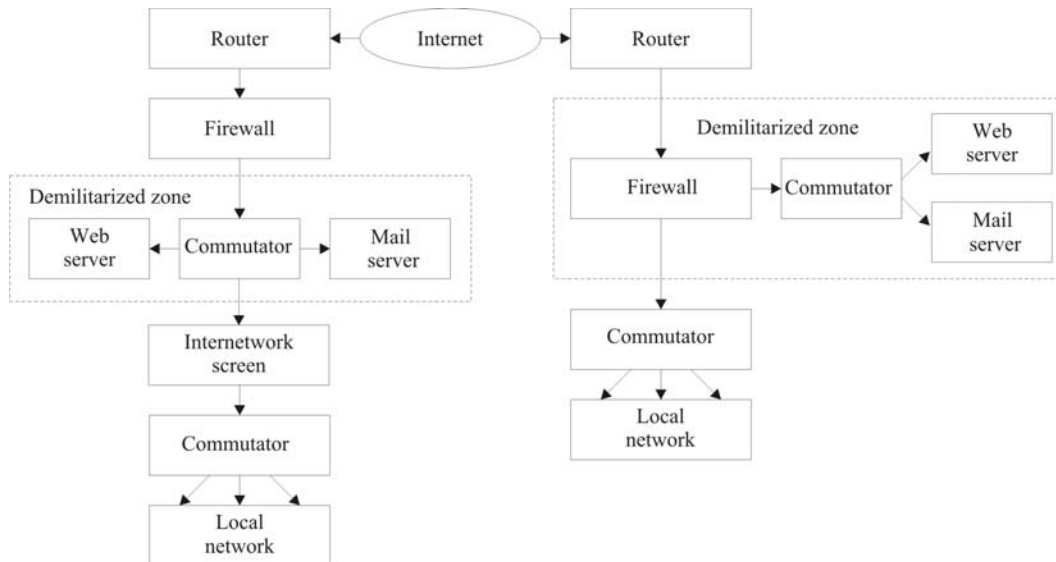 Router
Internet
Router
Firewall
Demilitarized zone
Web
server
Commutator
Mail
server
Internetwork
screen
Commutator
Local
network
Demilitarized zone
Firewall
Commutator
Web
server
Mail
server
Commutator
Local
network